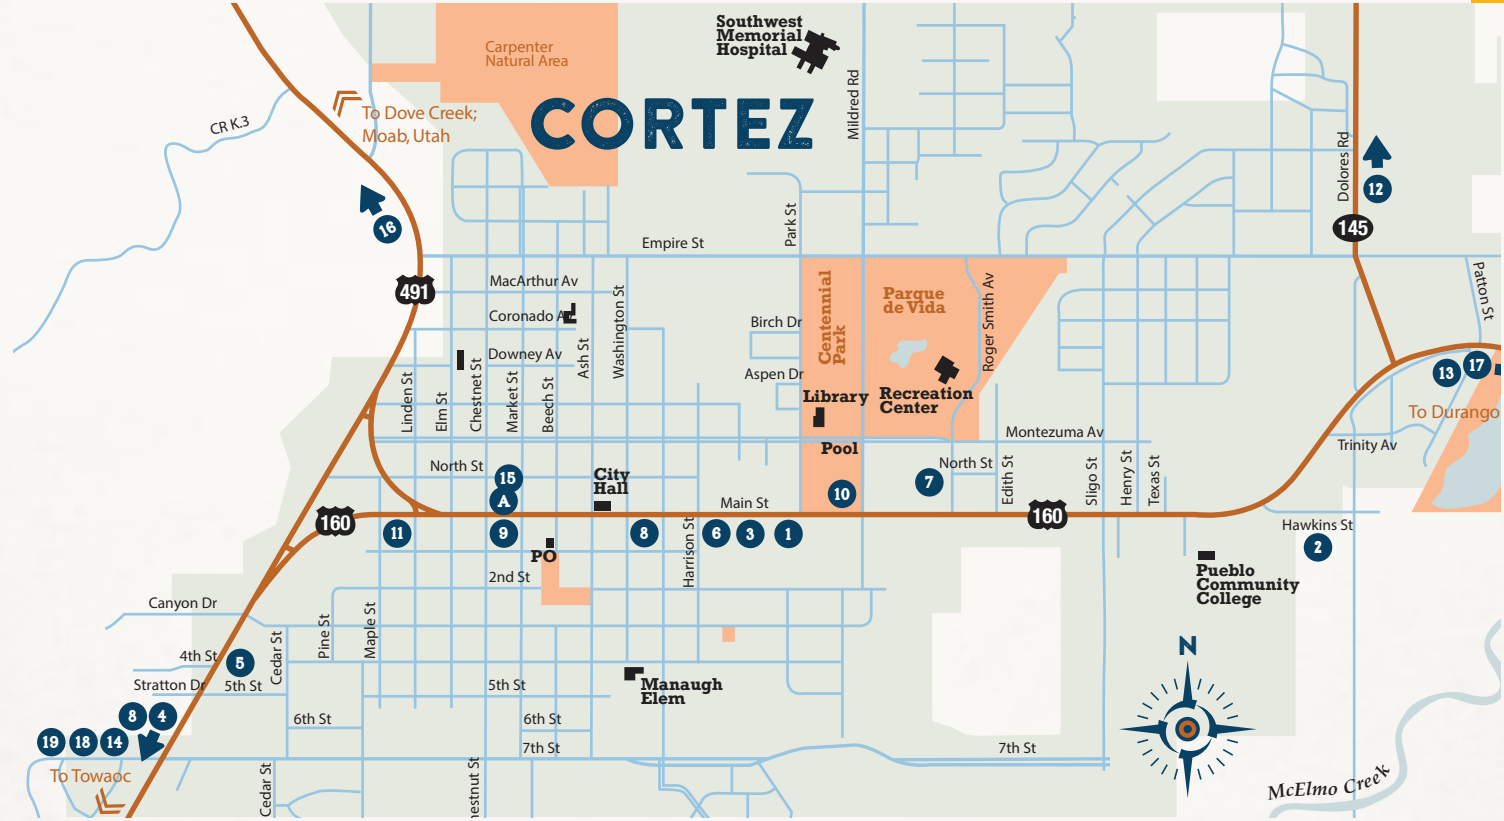 Southwest
Memorial
Hospital
Carpenter
Natural Area
CORTEZ
To Dove Creek;
Moab, Utah
CR K.3
Mildred Rd
Dolores Rd
12
145
16
Park St
Empire St
491
MacArthur Av
Coronado A
Downey Av
Washington St
Ash St
Linden St
Elm St
Chestnet St
Market St
Beech St
Birch Dr
Aspen Dr
Centennial
Park
Parque
de Vida
Roger Smith Av
Patton St
Library
Recreation
Center
Pool
Montezuma Av
13
17
To Durango
Trinity Av
North St
15
A
City
Hall
Main St
10
7
North St
Edith St
Sligo St
Henry St
Texas St
160
160
11
9
8
6
3
1
Harrison St
Hawkins St
2
PO
2nd St
Pueblo
Community
College
Canyon Dr
Pine St
Maple St
Cedar St
4th St
5
Stratton Dr
5th St
5th St
Manaugh
Elem
N
8
4
19
18
14
6th St
6th St
7th St
7th St
To Towaoc
Cedar St
estnut St
McElmo Creek